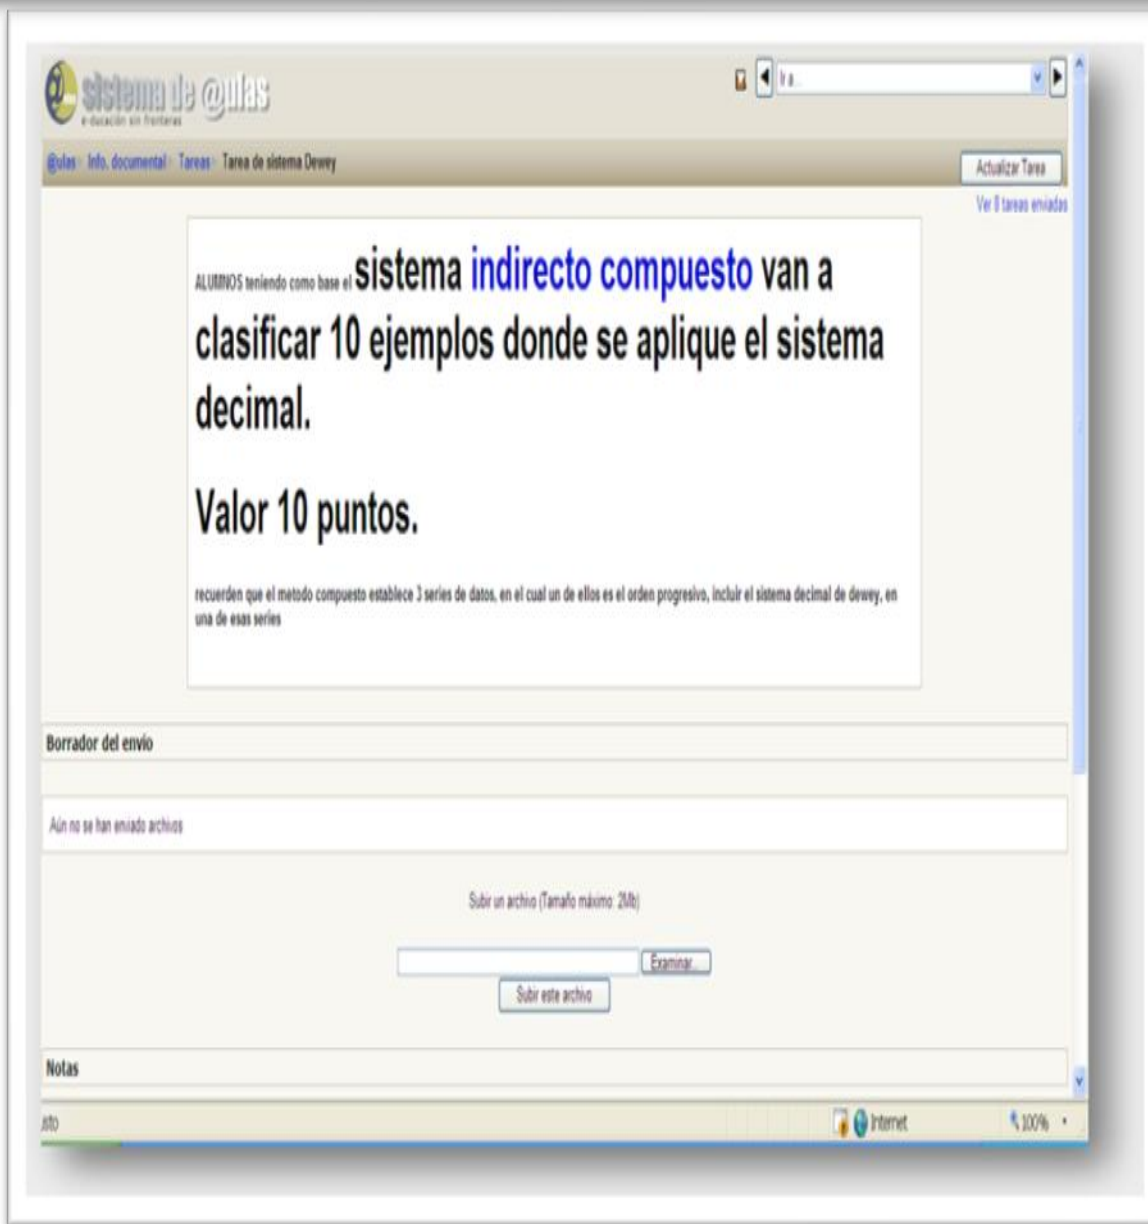 sistema de @ulas
e-ducación sin fronteras
Ir a...
@ulas Info. documental Tareas Tarea de sistema Dewey
Actualizar Tarea
Ver 8 tareas enviadas
ALUMNOS teniendo como base el sistema indirecto compuesto van a
clasificar 10 ejemplos donde se aplique el sistema
decimal.
Valor 10 puntos.
recuerden que el metodo compuesto establece 3 series de datos, en el cual un de ellos es el orden progresivo, incluir el sistema decimal de dewey, en
una de esas series
Borrador del envío
Aún no se han enviado archivos
Subir un archivo (Tamaño máximo: 2Mb)
Examinar...
Subir este archivo
Notas
isto
Internet
100%